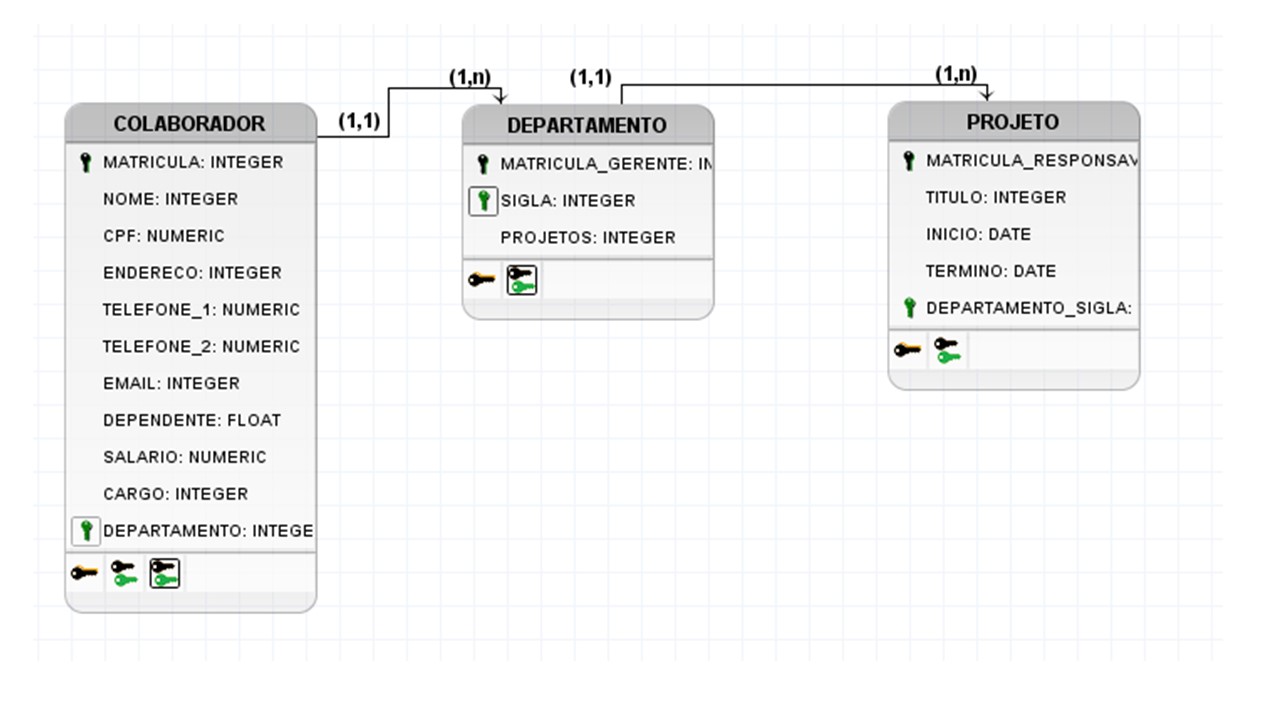 (1,n)
(1,1)
(1,n)
(1,1)
COLABORADOR
MATRICULA: INTEGER
NOME: INTEGER
CPF: NUMERIC
ENDERECO: INTEGER
TELEFONE_1: NUMERIC
TELEFONE_2: NUMERIC
EMAIL: INTEGER
DEPENDENTE: FLOAT
SALARIO: NUMERIC
CARGO: INTEGER
DEPARTAMENTO: INTEGE
DEPARTAMENTO
MATRICULA_GERENTE: IN
SIGLA: INTEGER
PROJETOS: INTEGER
PROJETO
MATRICULA_RESPONSAV
TITULO: INTEGER
INICIO: DATE
TERMINO: DATE
DEPARTAMENTO_SIGLA: